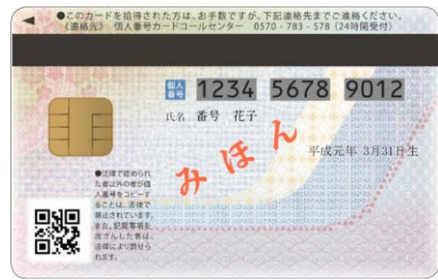 ●このカードを拾得された方は、お手数ですが、下記連絡先までご連絡ください。
《連絡先》 個人番号カードコールセンター 0570-783-578 (24時間受付)
個人番号 1234 5678 9012
氏名 番号 花子
平成元年 3月31日生
みほん
●法律で認められ
た者以外の者が個
人番号をコピーす
ることは、法律で
禁止されています。
また、記載事項を
改ざんした者は、
法律により罰せら
れます。